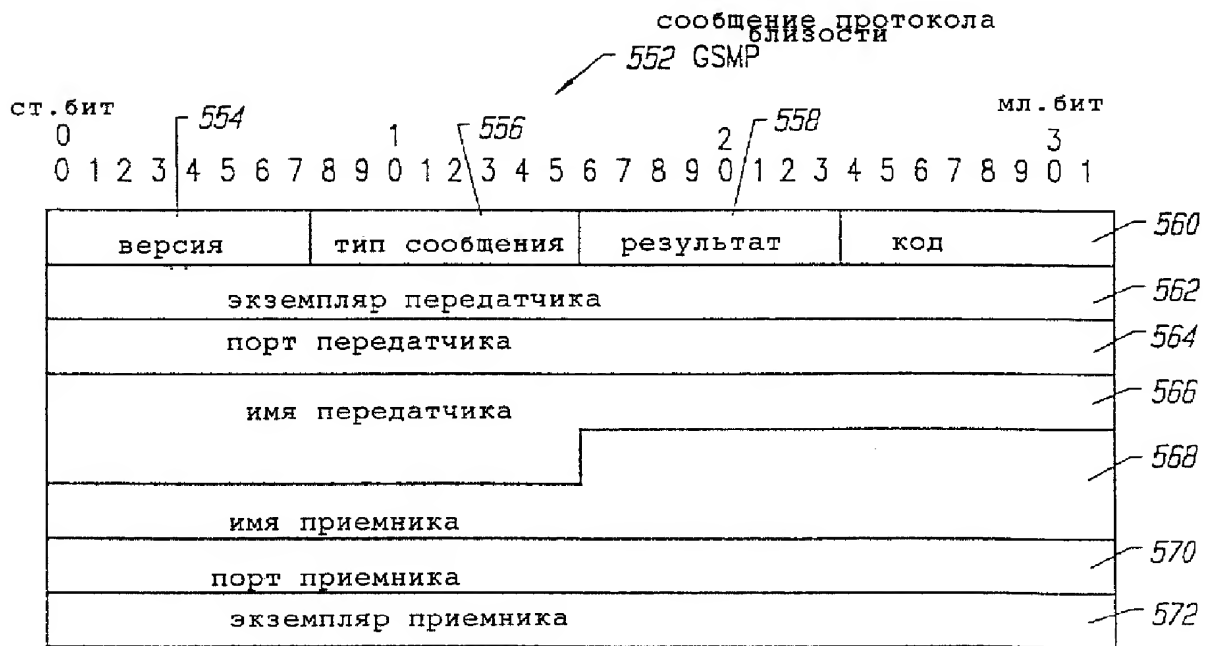 сообщение протокола
близости
552 GSMP
ст.бит мл.бит
554 556 558
0 1 2 3
0 1 2 3 4 5 6 7 8 9 0 1 2 3 4 5 6 7 8 9 0 1 2 3 4 5 6 7 8 9 0 1
версия тип сообщения результат код 560
экземпляр передатчика 562
порт передатчика 564
имя передатчика 566
568
имя приемника
порт приемника 570
экземпляр приемника 572